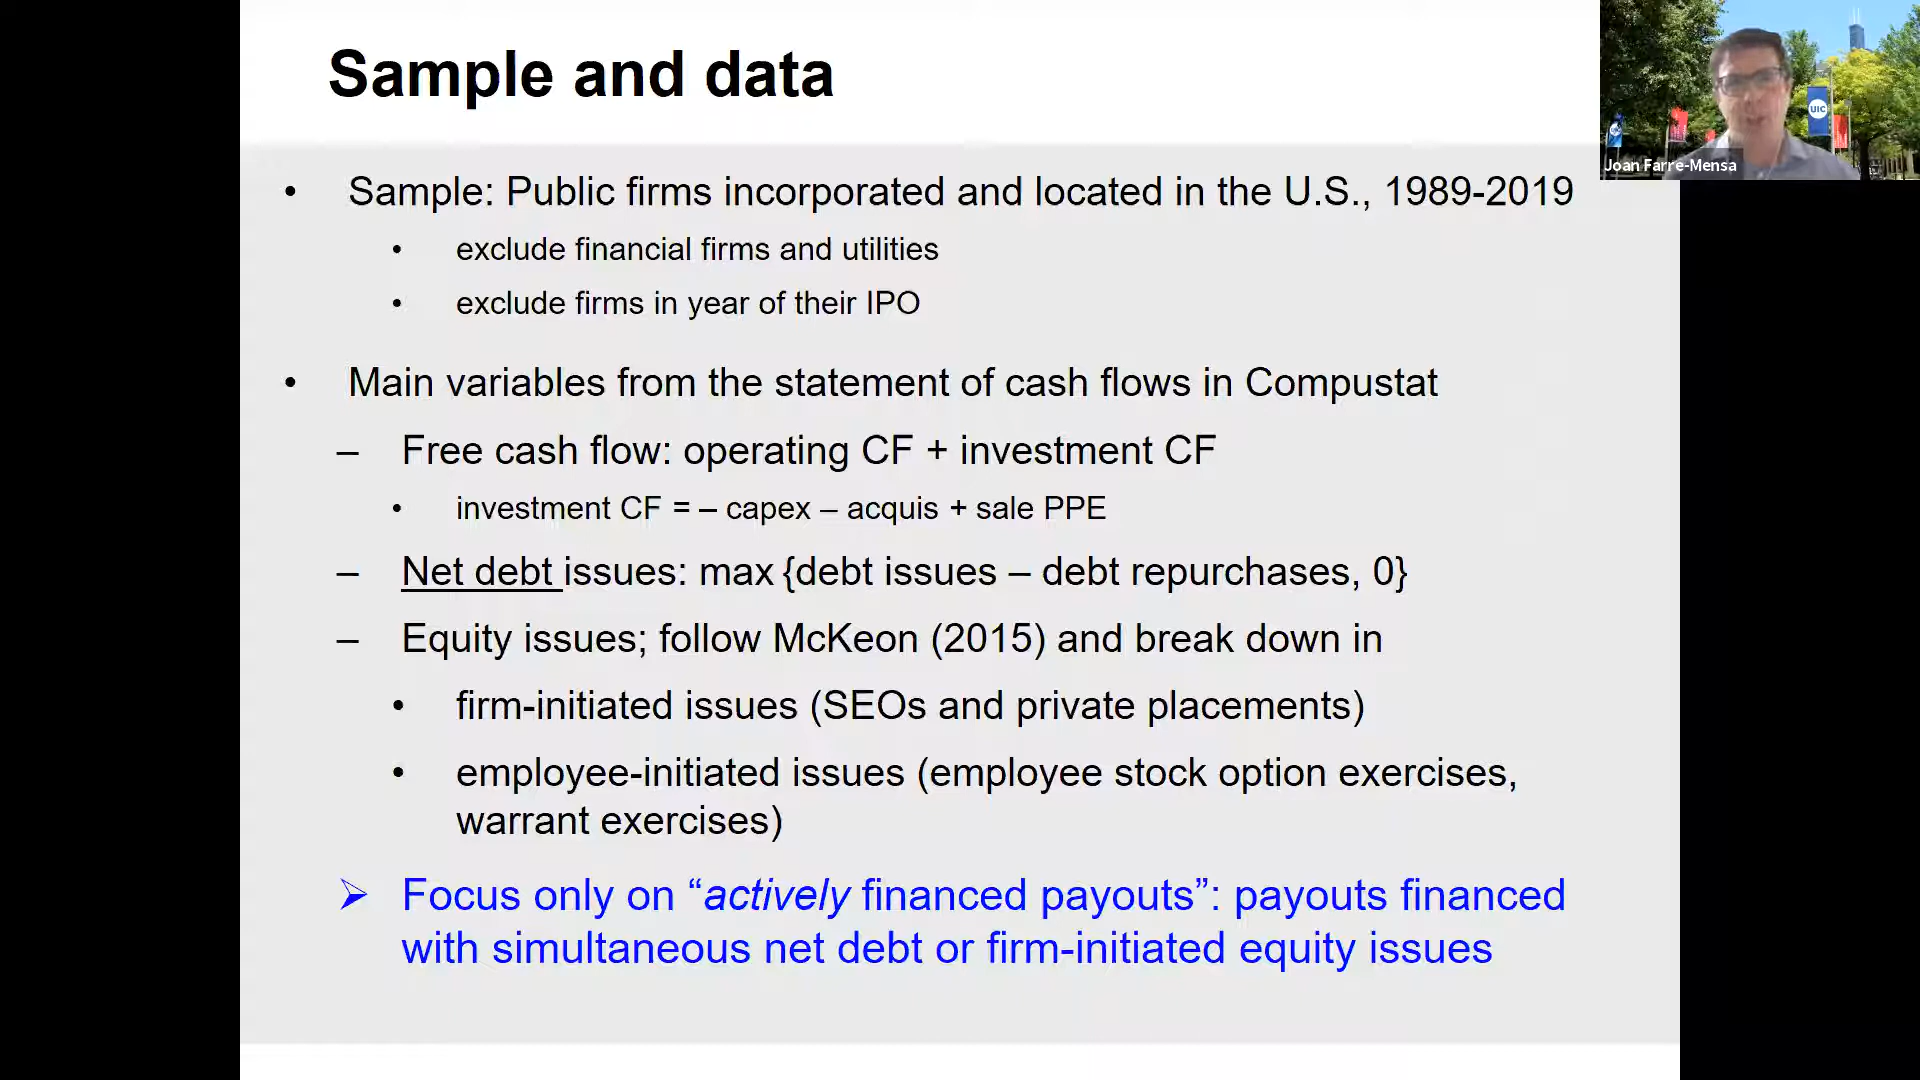 Sample and data
• Sample: Public firms incorporated and located in the U.S., 1989-2019
• exclude financial firms and utilities
• exclude firms in year of their IPO
• Main variables from the statement of cash flows in Compustat
– Free cash flow: operating CF + investment CF
• investment CF = – capex – acquis + sale PPE
– Net debt issues: max {debt issues – debt repurchases, 0}
– Equity issues; follow McKeon (2015) and break down in
• firm-initiated issues (SEOs and private placements)
• employee-initiated issues (employee stock option exercises,
warrant exercises)
➢ Focus only on “actively financed payouts”: payouts financed
with simultaneous net debt or firm-initiated equity issues
UIC
Joan Farre-Mensa